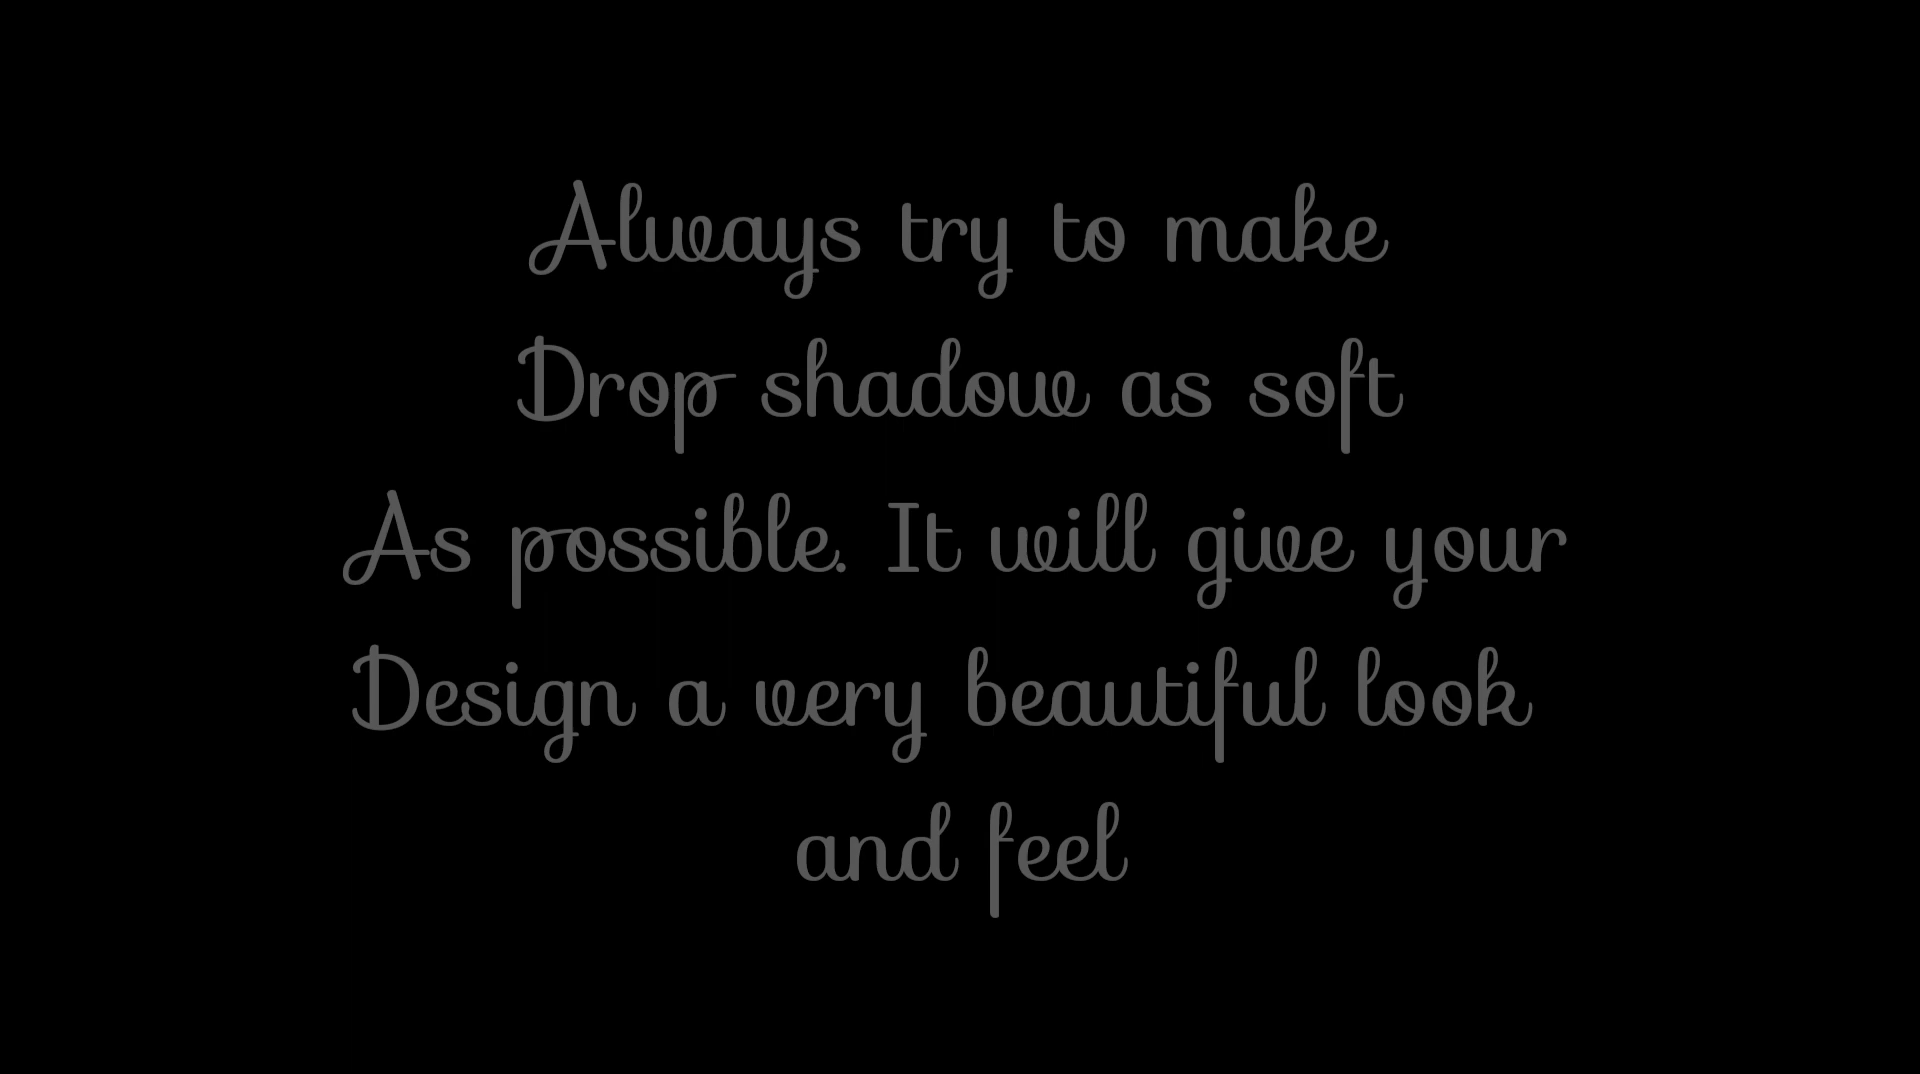 Always try to make
Drop shadow as soft
As possible. It will give your
Design a very beautiful look
and feel